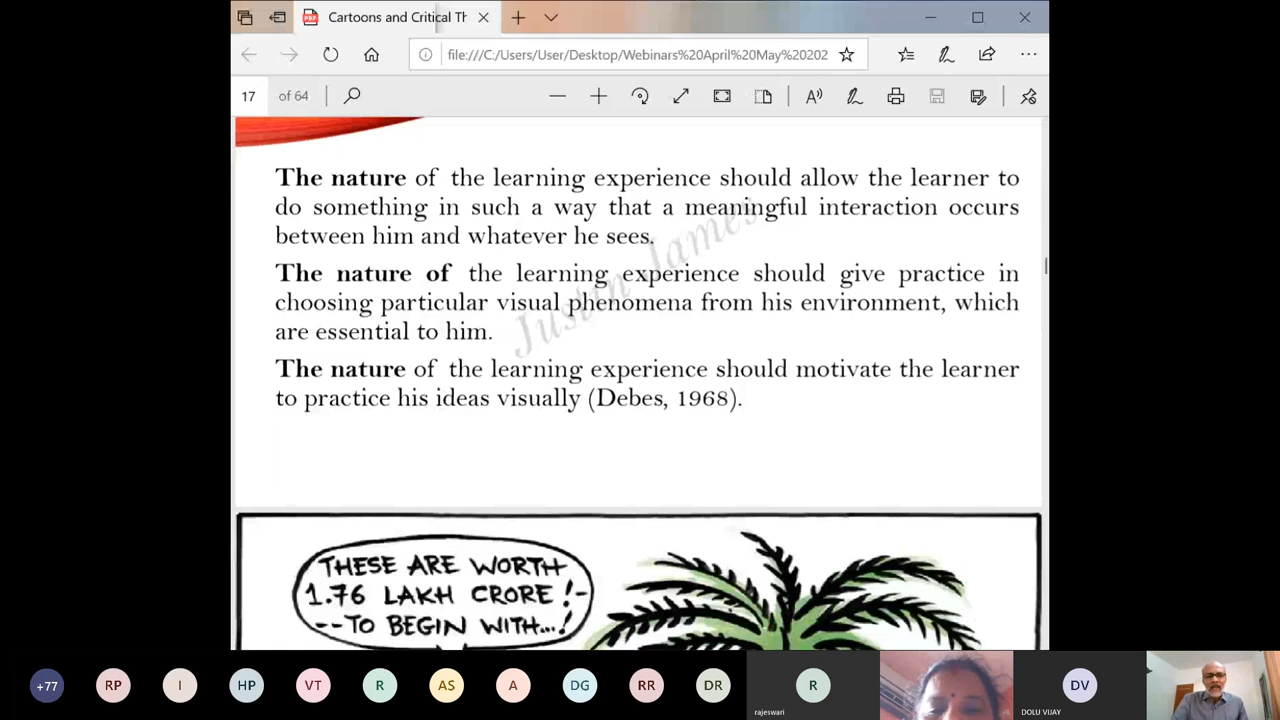 Cartoons and Critical Th
file:///C:/Users/User/Desktop/Webinars%20April%20May%20202
17 of 64
The nature of the learning experience should allow the learner to
do something in such a way that a meaningful interaction occurs
between him and whatever he sees.
The nature of the learning experience should give practice in
choosing particular visual phenomena from his environment, which
are essential to him.
The nature of the learning experience should motivate the learner
to practice his ideas visually (Debes, 1968).
Justin James
THESE ARE WORTH
1.76 LAKH CRORE!-
--TO BEGIN WITH...!
+77 RP I HP VT R AS A DG RR DR R DV
rajeswari DOLU VIJAY